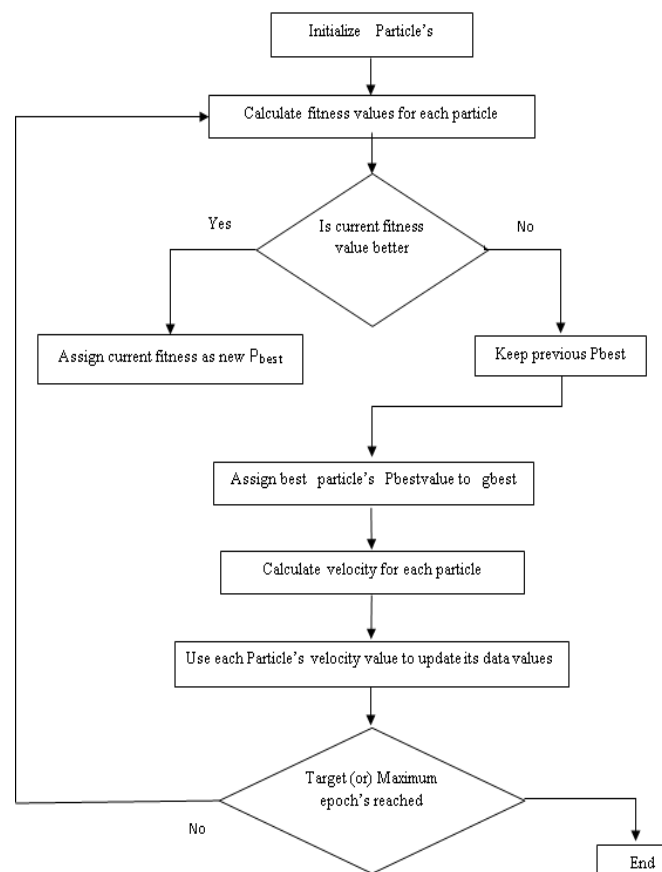 Initialize Particle's
Calculate fitness values for each particle
Yes
Is current fitness
value better
No
Assign current fitness as new Pbest
Keep previous Pbest
Assign best particle's Pbestvalue to gbest
Calculate velocity for each particle
Use each Particle's velocity value to update its data values
Target (or) Maximum
epoch's reached
No
End